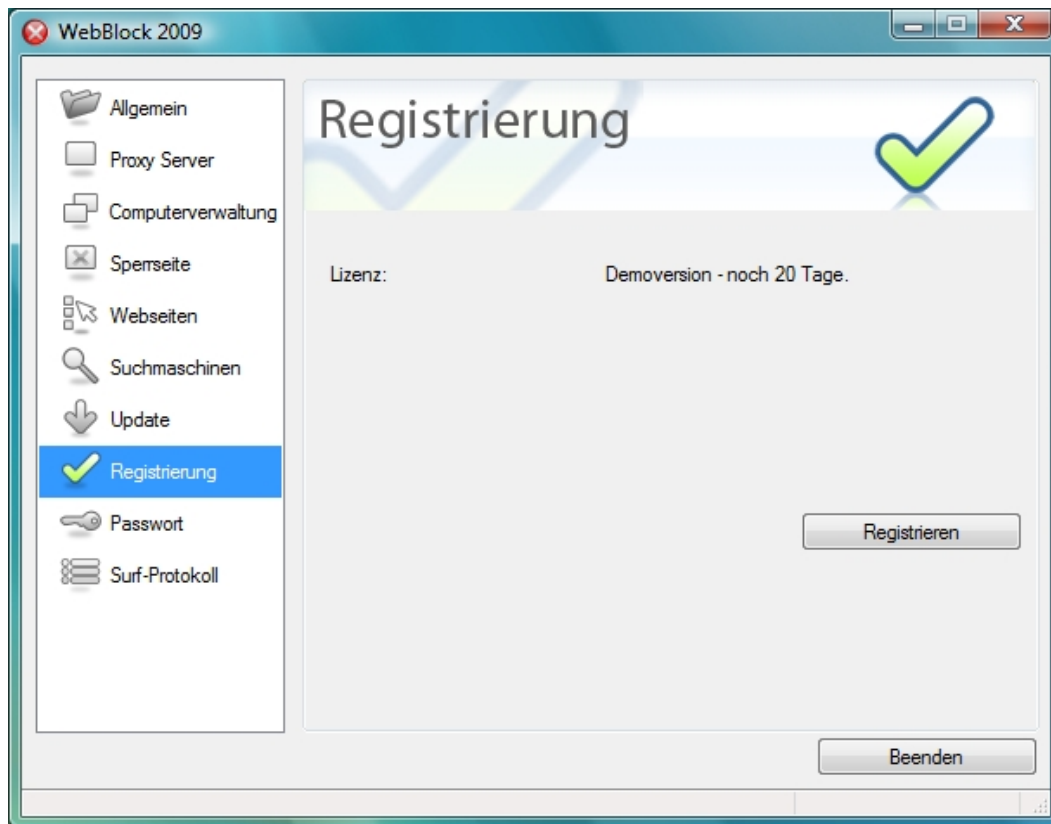 WebBlock 2009
Allgemein
Proxy Server
Computerverwaltung
Sperrseite
Webseiten
Suchmaschinen
Update
Registrierung
Passwort
Surf-Protokoll
Registrierung
Lizenz: Demoversion - noch 20 Tage.
Registrieren
Beenden